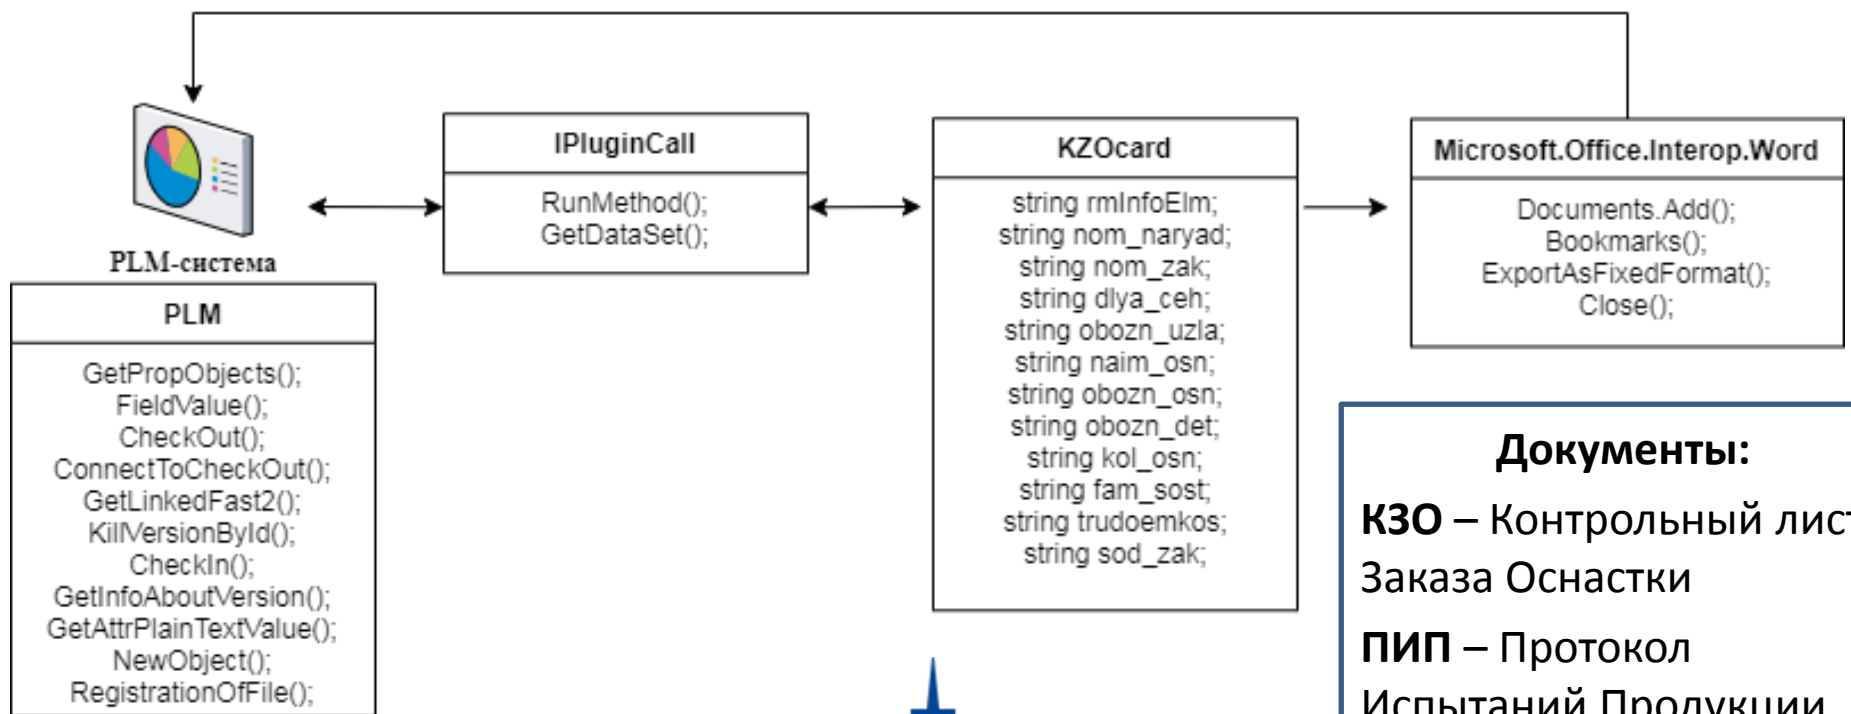 PLM-система
PLM
GetPropObjects();
FieldValue();
CheckOut();
ConnectToCheckOut();
GetLinkedFast2();
KillVersionById();
CheckIn();
GetInfoAboutVersion();
GetAttrPlainTextValue();
NewObject();
RegistrationOfFile();
IPluginCall
RunMethod();
GetDataSet();
KZOcard
string rmInfoElm;
string nom_naryad;
string nom_zak;
string dlya_ceh;
string obozn_uzla;
string naim_osn;
string obozn_osn;
string obozn_det;
string kol_osn;
string fam_sost;
string trudoemkos;
string sod_zak;
Microsoft.Office.Interop.Word
Documents.Add();
Bookmarks();
ExportAsFixedFormat();
Close();
Документы:
КЗО – Контрольный лист
Заказа Оснастки
ПИП – Протокол
Испытаний Продукции